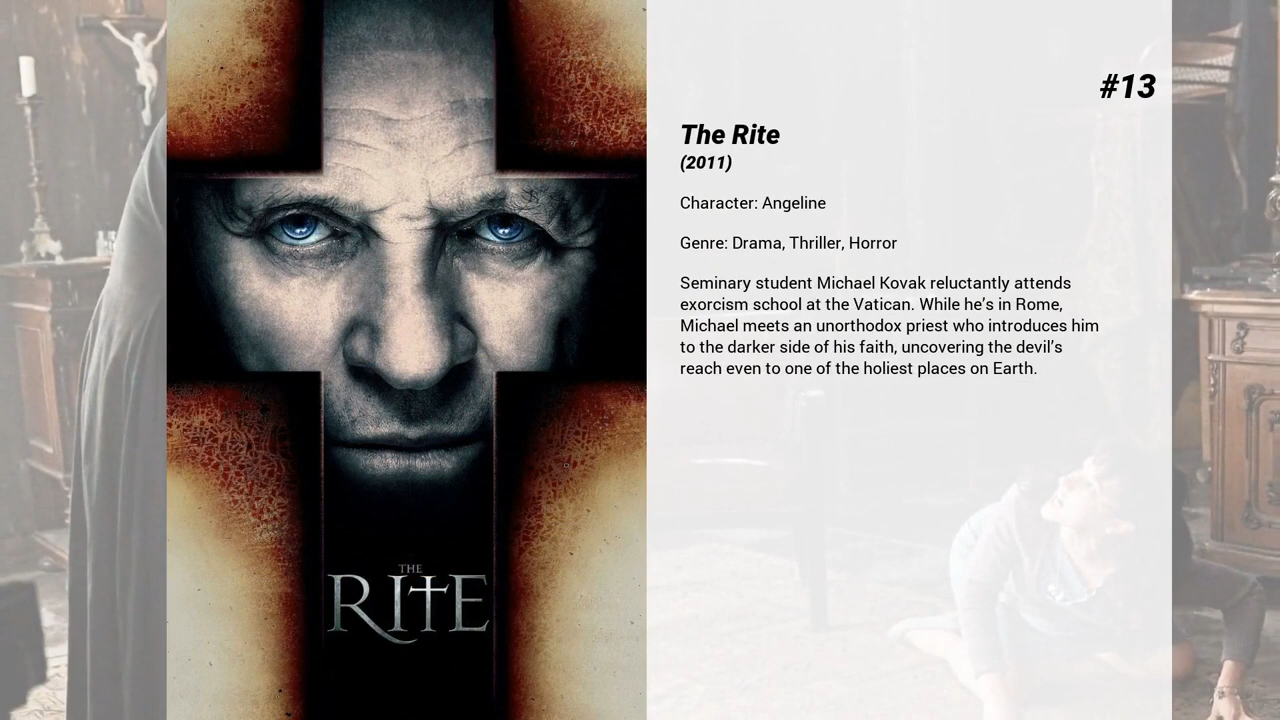 #13
The Rite
(2011)
Character: Angeline
Genre: Drama, Thriller, Horror
Seminary student Michael Kovak reluctantly attends
exorcism school at the Vatican. While he’s in Rome,
Michael meets an unorthodox priest who introduces him
to the darker side of his faith, uncovering the devil’s
reach even to one of the holiest places on Earth.
THE
RITE